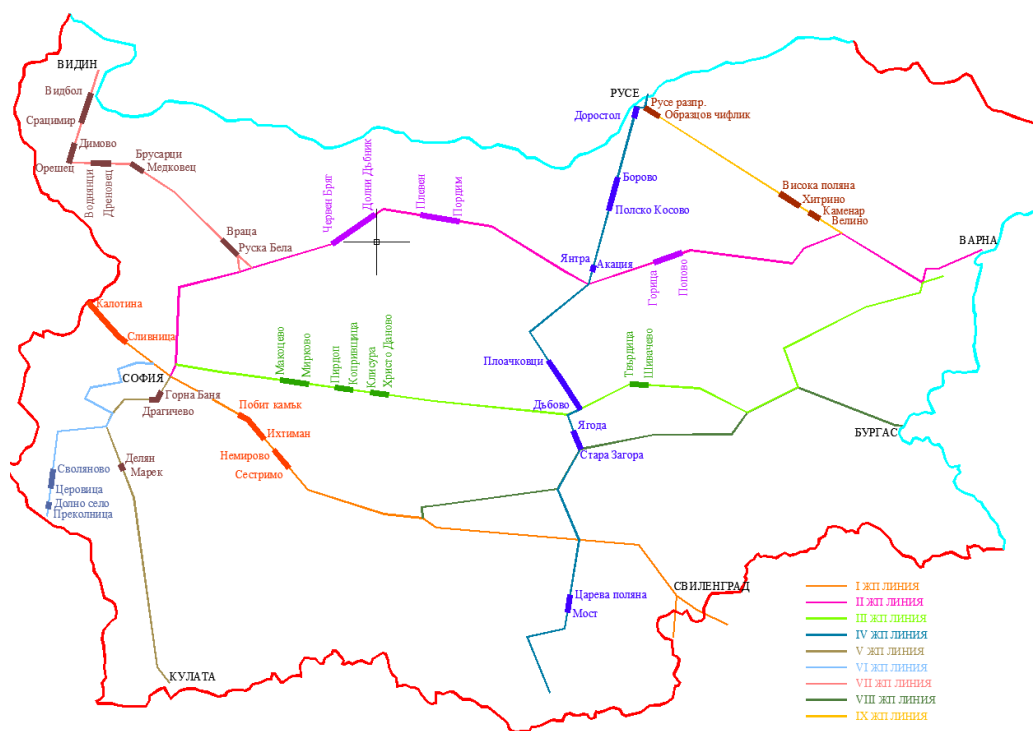 ВИДИН
Видбол
Срацимир
Димово
Орешец
Водянци
Дреновец
Брусарци
Медковец
Враца
Руска Бела
Червен Бряг
Долни Дъбник
Плевен
Пордим
РУСЕ
Русе разпр.
Образцов чифлик
Доростол
Борово
Полско Косово
Висока поляна
Хитрино
Каменар
Велино
ВАРНА
Янтра
Акация
Горица
Попово
Калотина
Сливница
СОФИЯ
Горна Баня
Драгичево
Макоцево
Мирково
Пирдоп
Копривщица
Клисура
Христо Даново
Плоачковци
Твърдица
Шивачево
Дъбово
Ягода
Стара Загора
БУРГАС
Побит камък
Ихтиман
Немирово
Сестримо
Делян
Марек
Своляново
Церовица
Долно село
Преколница
Царева поляна
Мост
СВИЛЕНГРАД
КУЛАТА
I ЖП ЛИНИЯ
II ЖП ЛИНИЯ
III ЖП ЛИНИЯ
IV ЖП ЛИНИЯ
V ЖП ЛИНИЯ
VI ЖП ЛИНИЯ
VII ЖП ЛИНИЯ
VIII ЖП ЛИНИЯ
IX ЖП ЛИНИЯ